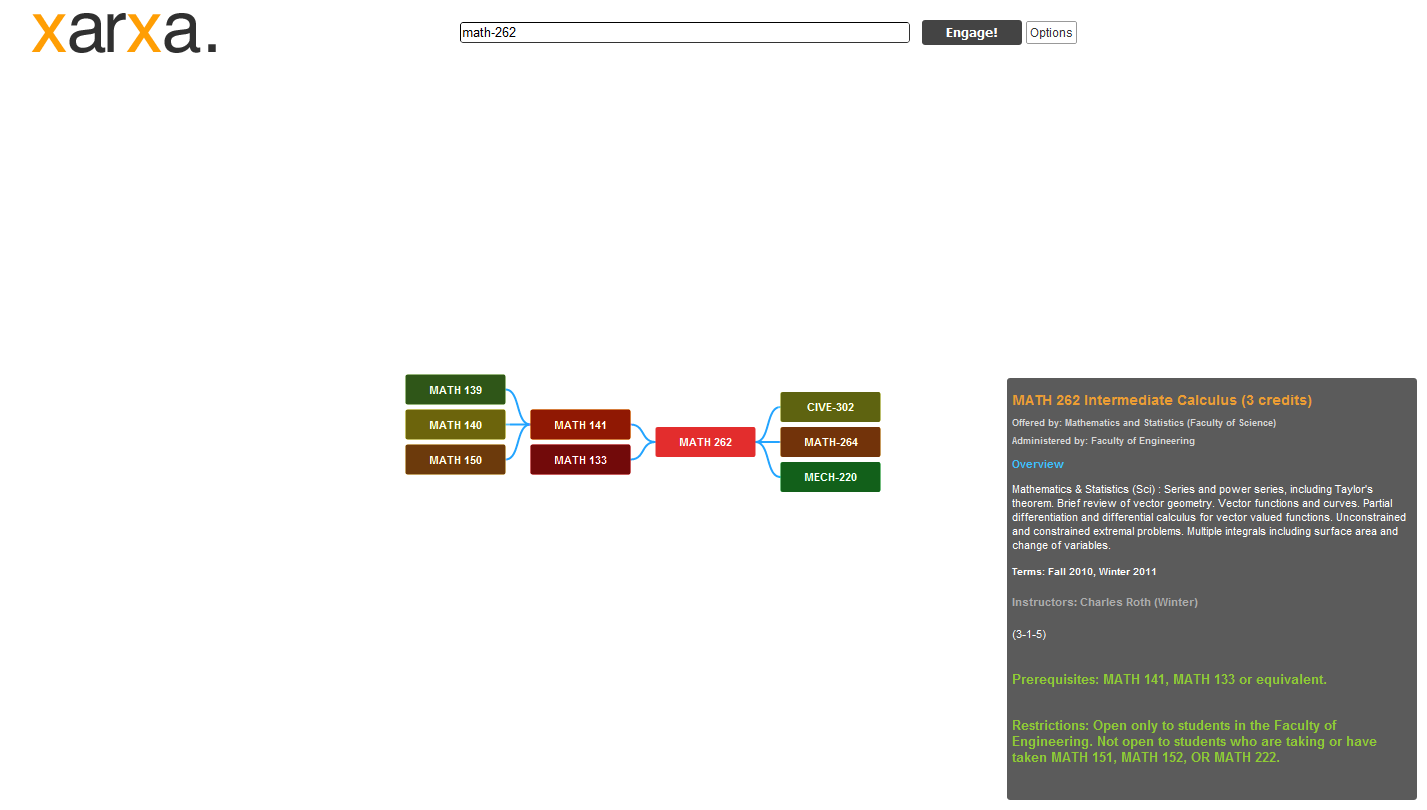 xarxa.
math-262
Engage!
Options
MATH 139
MATH 140
MATH 150
MATH 141
MATH 133
MATH 262
CIVE-302
MATH-264
MECH-220
MATH 262 Intermediate Calculus (3 credits)
Offered by: Mathematics and Statistics (Faculty of Science)
Administered by: Faculty of Engineering
Overview
Mathematics & Statistics (Sci) : Series and power series, including Taylor's
theorem. Brief review of vector geometry. Vector functions and curves. Partial
differentiation and differential calculus for vector valued functions. Unconstrained
and constrained extremal problems. Multiple integrals including surface area and
change of variables.
Terms: Fall 2010, Winter 2011
Instructors: Charles Roth (Winter)
(3-1-5)
Prerequisites: MATH 141, MATH 133 or equivalent.
Restrictions: Open only to students in the Faculty of
Engineering. Not open to students who are taking or have
taken MATH 151, MATH 152, OR MATH 222.